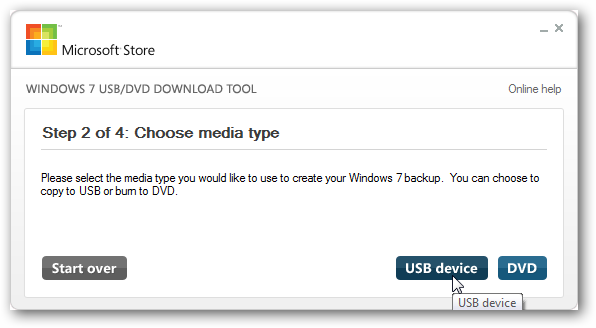 Microsoft Store
WINDOWS 7 USB/DVD DOWNLOAD TOOL
Online help
Step 2 of 4: Choose media type
Please select the media type you would like to use to create your Windows 7 backup. You can choose to
copy to USB or burn to DVD.
Start over
USB device
DVD
USB device